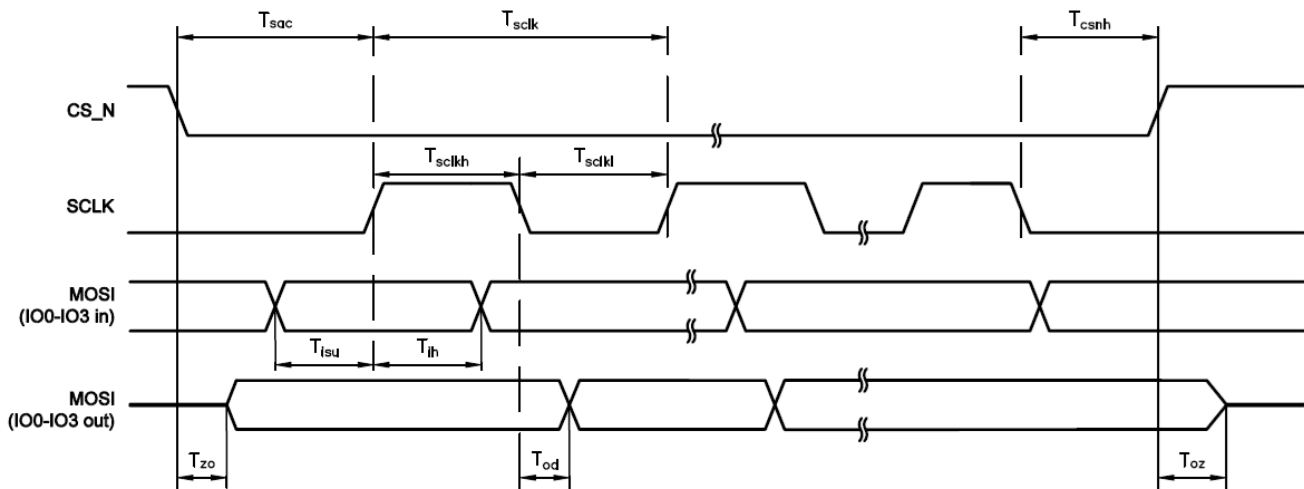 Tsac Tsclk Tcsnh
CS_N
Tsclkh Tsclkl
SCLK
MOSI
(IO0-IO3 in)
Tisu Tih
MOSI
(IO0-IO3 out)
Tzo Tod Toz